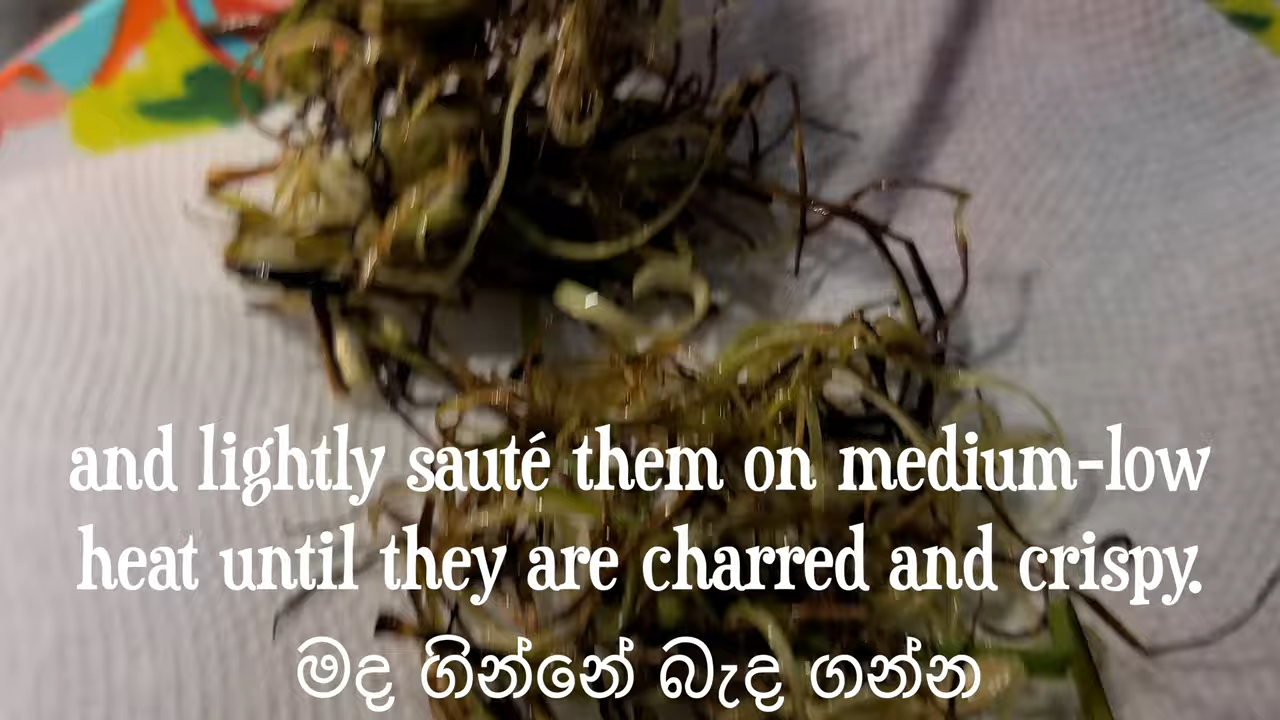 and lightly sauté them on medium-low
heat until they are charred and crispy.
මද ගින්නේ බැද ගන්න